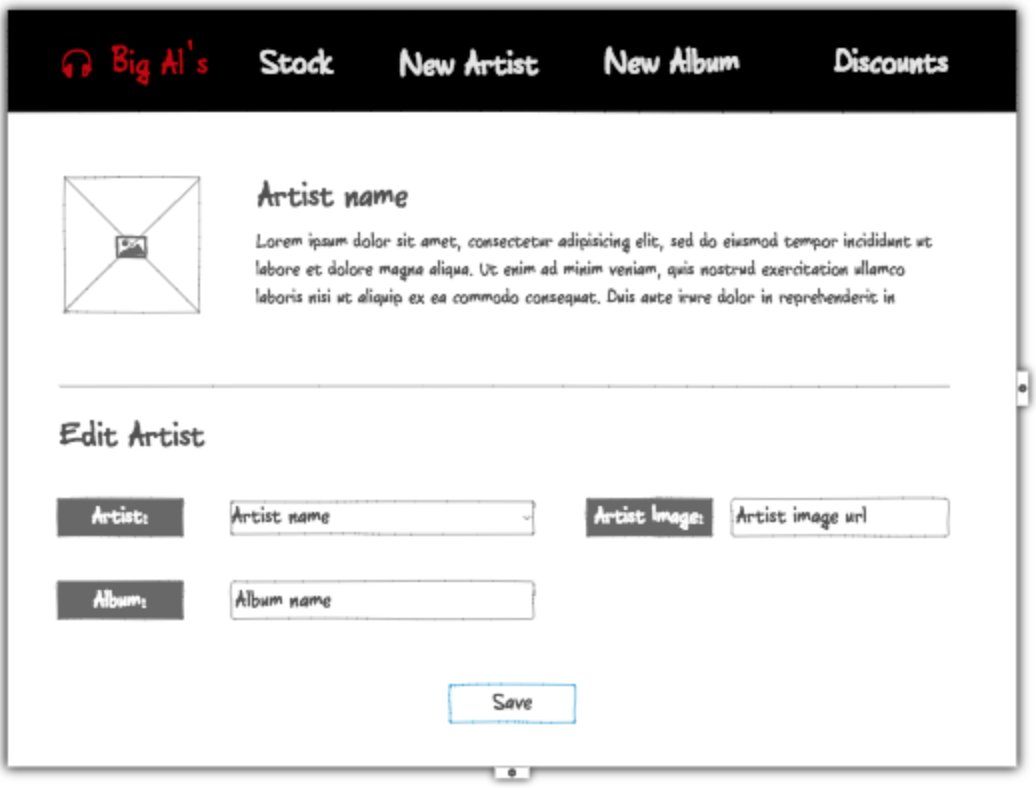 Big Al's Stock New Artist New Album Discounts
Artist name
Lorem ipsum dolor sit amet, consectetur adipisicing elit, sed do eiusmod tempor incididunt ut
labore et dolore magna aliqua. Ut enim ad minim veniam, quis nostrud exercitation ullamco
laboris nisi ut aliquip ex ea commodo consequat. Duis aute irure dolor in reprehenderit in
Edit Artist
Artist: Artist name Artist Image: Artist image url
Album: Album name
Save